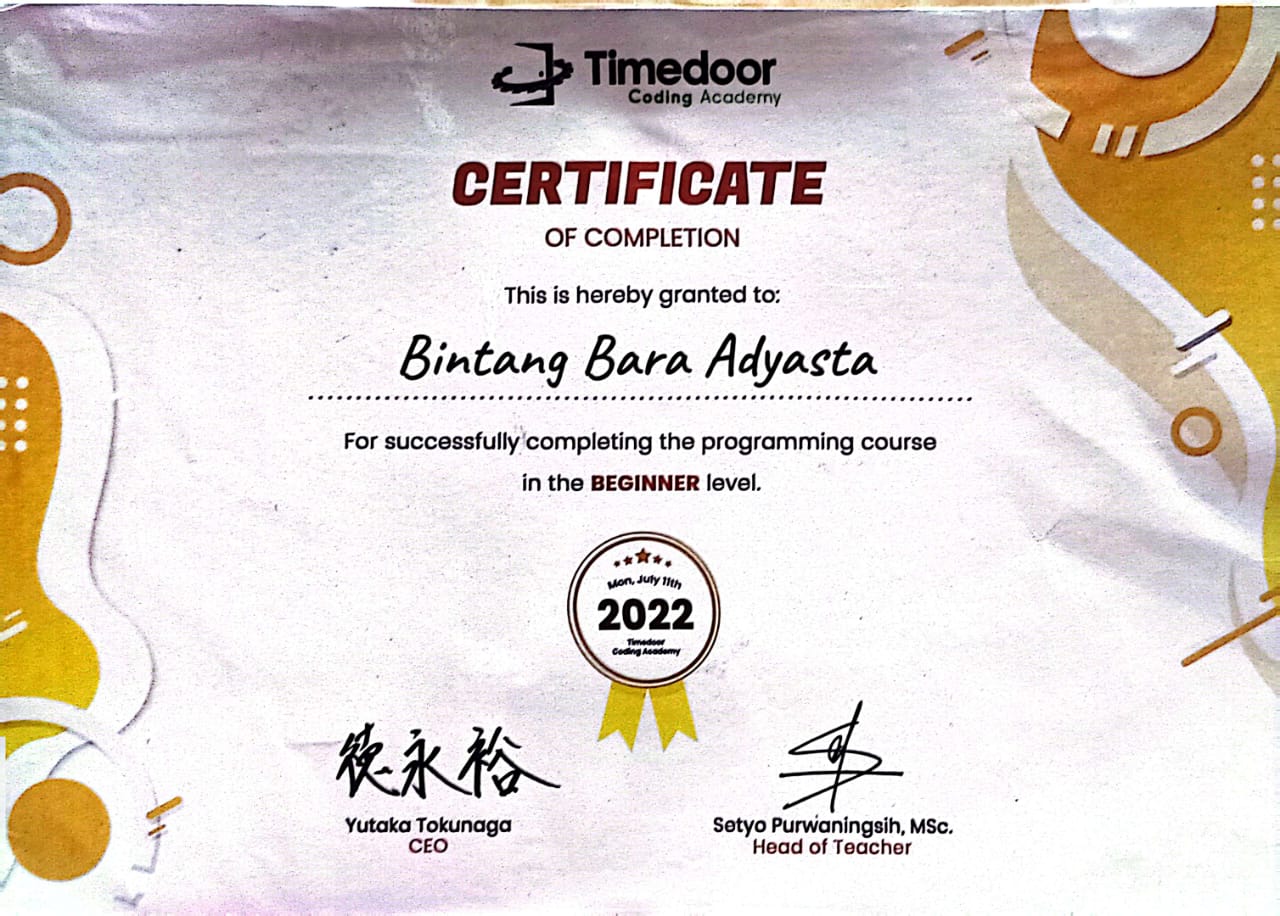 Timedoor
Coding Academy
CERTIFICATE
OF COMPLETION
This is hereby granted to:
Bintang Bara Adyasta
For successfully completing the programming course
in the BEGINNER level.
Mon, July 11th
2022
Timedoor
Coding Academy
徳永裕
Yutaka Tokunaga
CEO
Setyo Purwaningsih, MSc.
Head of Teacher